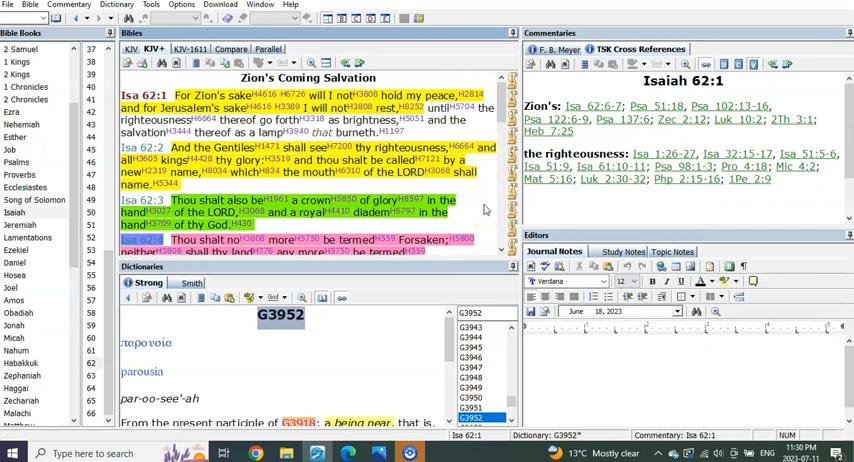 File Bible Commentary Dictionary Tools Options Download Window Help
Bible Books
2 Samuel 37
1 Kings 38
2 Kings 39
1 Chronicles 40
2 Chronicles 41
Ezra 42
Nehemiah 43
Esther 44
Job 45
Psalms 46
Proverbs 47
Ecclesiastes 48
Song of Solomon 49
Isaiah 50
Jeremiah 51
Lamentations 52
Ezekiel 53
Daniel 54
Hosea 55
Joel 56
Amos 57
Obadiah 58
Jonah 59
Micah 60
Nahum 61
Habakkuk 62
Zephaniah 63
Haggai 64
Zechariah 65
Malachi 66
Bibles
KJV KJV+ KJV-1611 Compare Parallel
Zion's Coming Salvation
Isa 62:1 For Zion's sake H4616 H6726 will I not H3808 hold my peace, H2814
and for Jerusalem's sake H4616 H3389 I will not H3808 rest, H8252 until H5704 the
righteousness H6664 thereof go forth H3318 as brightness, H5051 and the
salvation H3444 thereof as a lamp H3940 that burneth. H1197
Isa 62:2 And the Gentiles H1471 shall see H7200 thy righteousness, H6664 and
all H3605 kings H4428 thy glory: H3519 and thou shalt be called H7121 by a
new H2319 name, H8034 which H834 the mouth H6310 of the LORD H3068 shall
name. H5344
Isa 62:3 Thou shalt also be H1961 a crown H5850 of glory H8597 in the
hand H3027 of the LORD, H3068 and a royal H4410 diadem H6797 in the
hand H3709 of thy God. H430
Isa 62:4 Thou shalt no H3808 more H5750 be termed H559 Forsaken; H5800
neither H3808 shall thy land H776 any more be termed H559
Dictionaries
Strong Smith
G3952
παρουσία
parousia
par-oo-see'-ah
From the present participle of G3918; a being near, that is,
G3952
G3943
G3944
G3945
G3946
G3947
G3948
G3949
G3950
G3951
G3952
Commentaries
F. B. Meyer TSK Cross References
Isaiah 62:1
Zion's: Isa 62:6-7; Psa 51:18, Psa 102:13-16,
Psa 122:6-9, Psa 137:6; Zec 2:12; Luk 10:2; 2Th 3:1;
Heb 7:25
the righteousness: Isa 1:26-27, Isa 32:15-17, Isa 51:5-6,
Isa 51:9, Isa 61:10-11; Psa 98:1-3; Pro 4:18; Mic 4:2;
Mat 5:16; Luk 2:30-32; Php 2:15-16; 1Pe 2:9
Editors
Journal Notes Study Notes Topic Notes
Verdana 12 B I U A
June 18, 2023
Isa 62:1 Dictionary: G3952* Commentary: Isa 62:1 NUM
Type here to search
13°C Mostly clear ENG 11:30 PM
2023-07-11